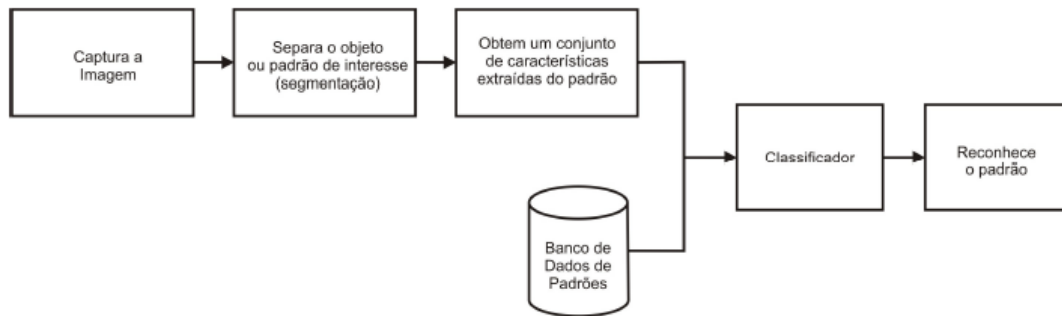 Captura a
Imagem
Separa o objeto
ou padrão de interesse
(segmentação)
Obtem um conjunto
de características
extraídas do padrão
Classificador
Reconhece
o padrão
Banco de
Dados de
Padrões